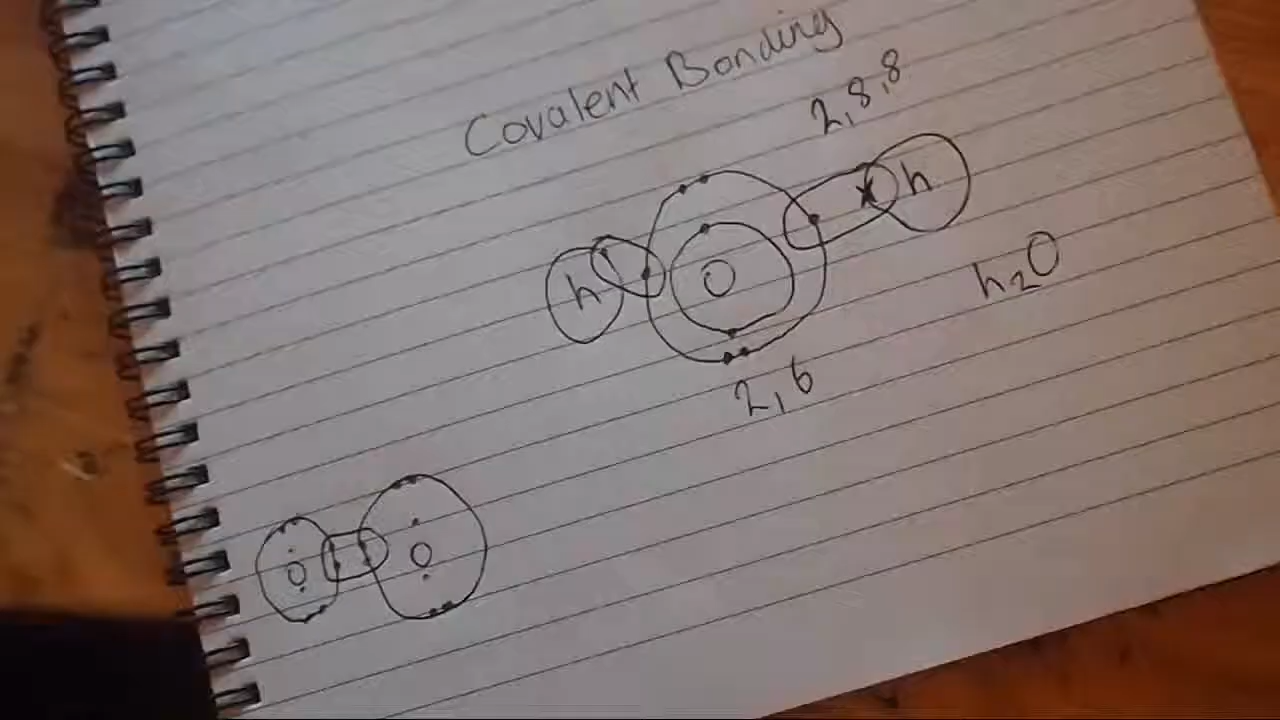 Covalent Bonding
2,8,8
h
O
h
h₂O
2,6
O
O